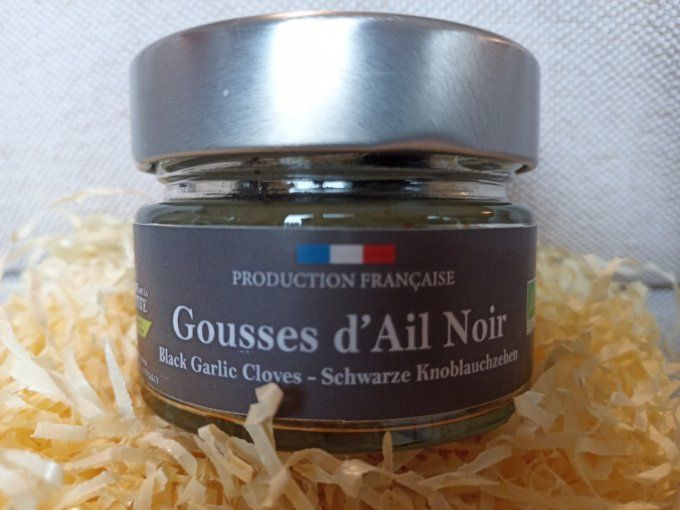 PRODUCTION FRANÇAISE
Gousses d'Ail Noir
Black Garlic Cloves - Schwarze Knoblauchzehen